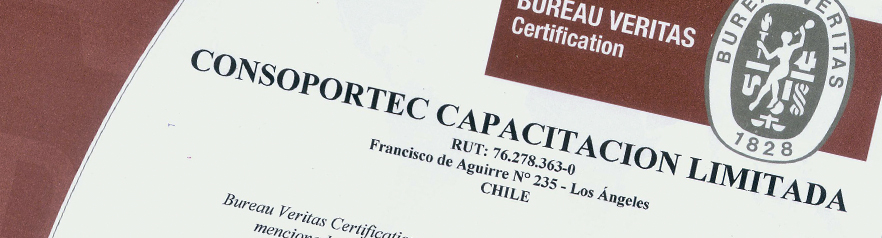 BUREAU VERITAS
Certification
BUREAU VERITAS
1828
CONSOPORTEC CAPACITACION LIMITADA
RUT: 76.278.363-0
Francisco de Aguirre Nº 235 - Los Ángeles
CHILE
Bureau Veritas